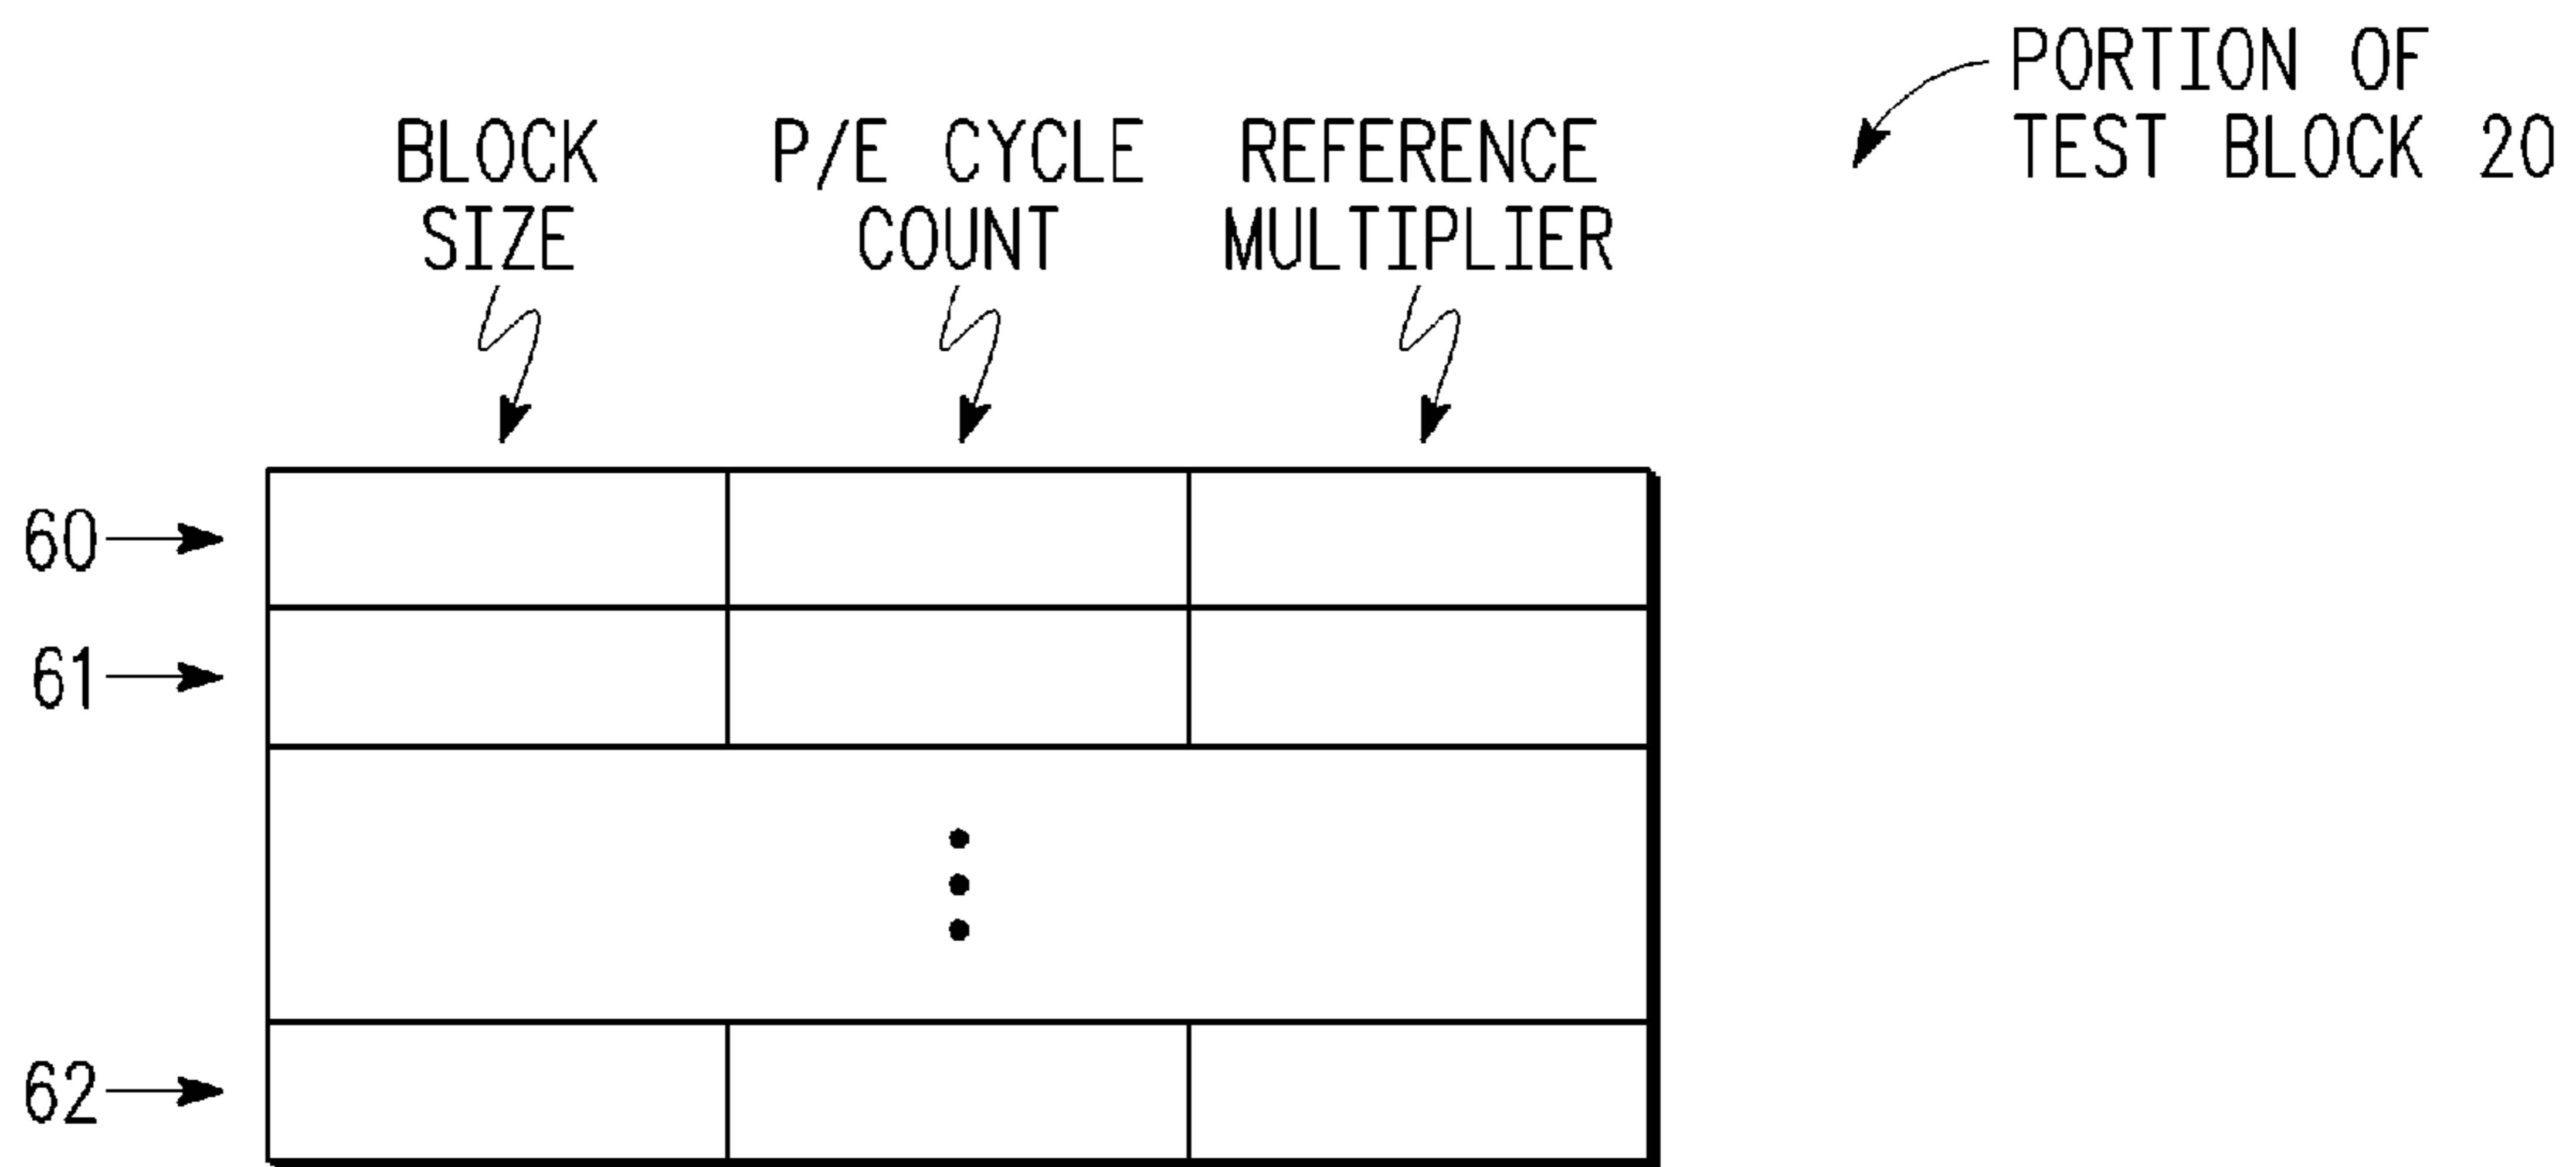 PORTION OF
TEST BLOCK 20
BLOCK
SIZE
P/E CYCLE
COUNT
REFERENCE
MULTIPLIER
60
61
62